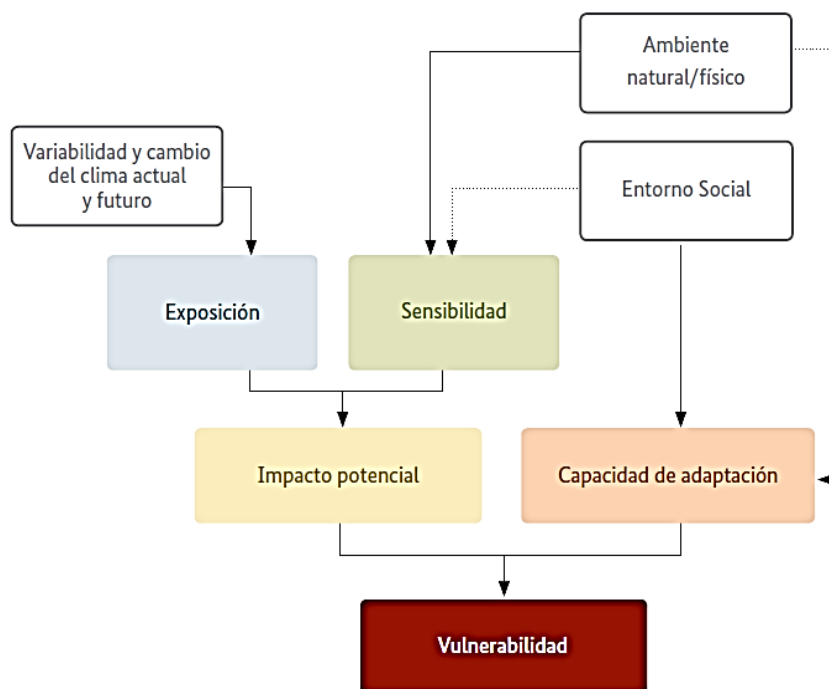 Ambiente
natural/físico
Variabilidad y cambio
del clima actual
y futuro
Entorno Social
Exposición
Sensibilidad
Impacto potencial
Capacidad de adaptación
Vulnerabilidad